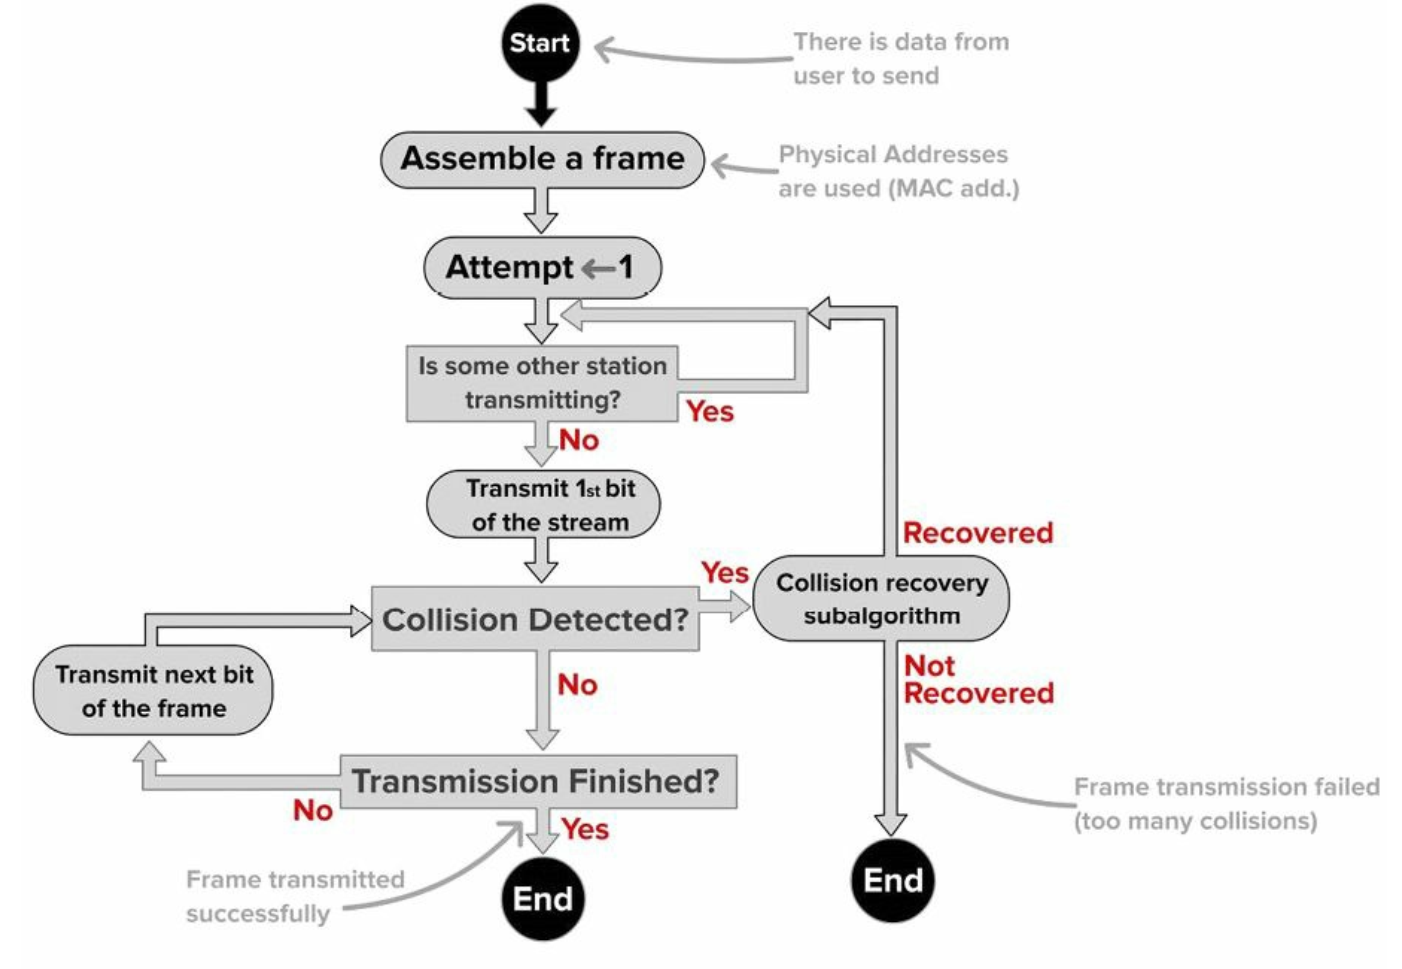 Start
There is data from
user to send
Assemble a frame
Physical Addresses
are used (MAC add.)
Attempt ←1
Is some other station
transmitting?
Yes
No
Transmit 1st bit
of the stream
Recovered
Collision Detected?
Yes
Collision recovery
subalgorithm
Transmit next bit
of the frame
No
Not
Recovered
Transmission Finished?
No
Yes
Frame transmission failed
(too many collisions)
Frame transmitted
successfully
End
End